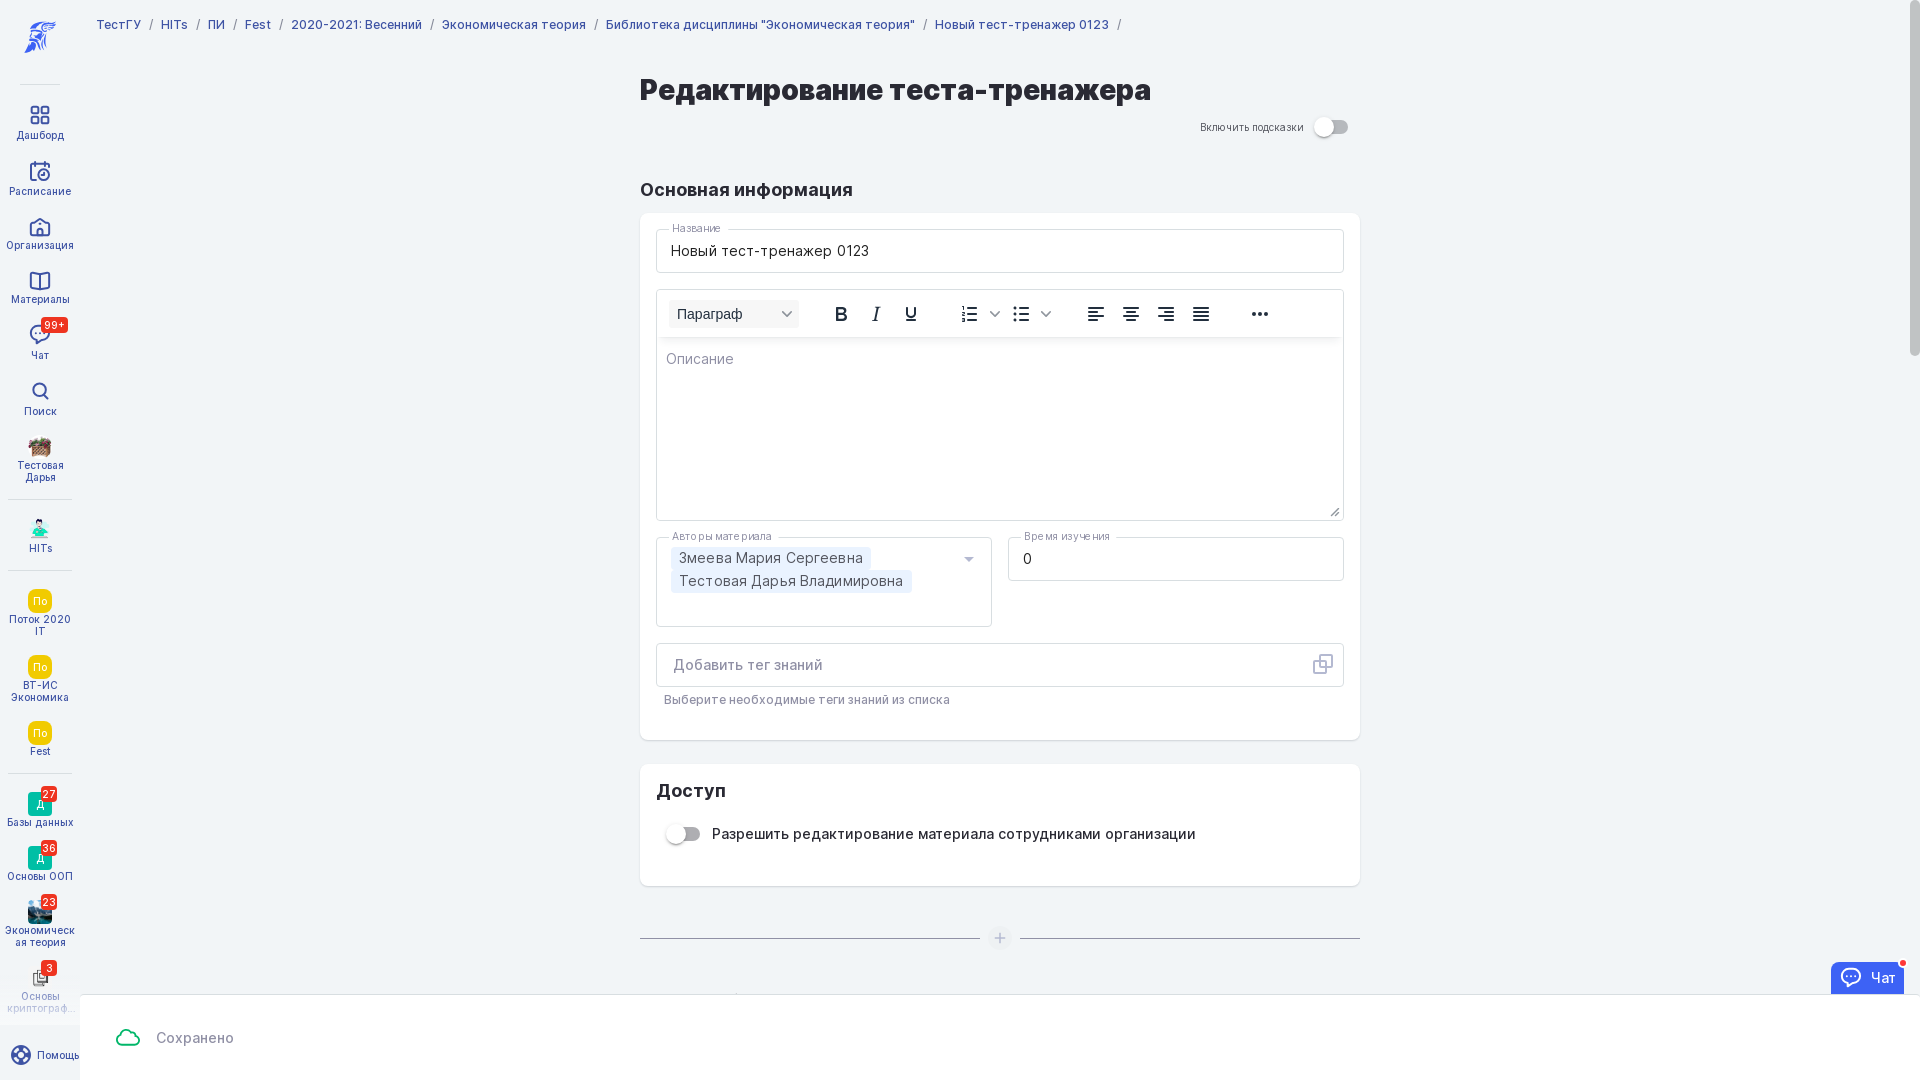 ТестГУ / HITs / ПИ / Fest / 2020-2021: Весенний / Экономическая теория / Библиотека дисциплины "Экономическая теория" / Новый тест-тренажер 0123 /
Дашборд
Расписание
Организация
Материалы
99+
Чат
Поиск
Тестовая
Дарья
HITs
По
Поток 2020
IT
По
ВТ-ИС
Экономика
По
Fest
27
Д
Базы данных
36
Д
Основы ООП
23
Экономическ
ая теория
3
Основы
криптограф...
Помощь
Редактирование теста-тренажера
Включить подсказки
Основная информация
Название
Новый тест-тренажер 0123
Параграф
Описание
Авторы материала
Змеева Мария Сергеевна
Тестовая Дарья Владимировна
Время изучения
0
Добавить тег знаний
Выберите необходимые теги знаний из списка
Доступ
Разрешить редактирование материала сотрудниками организации
Чат
Сохранено